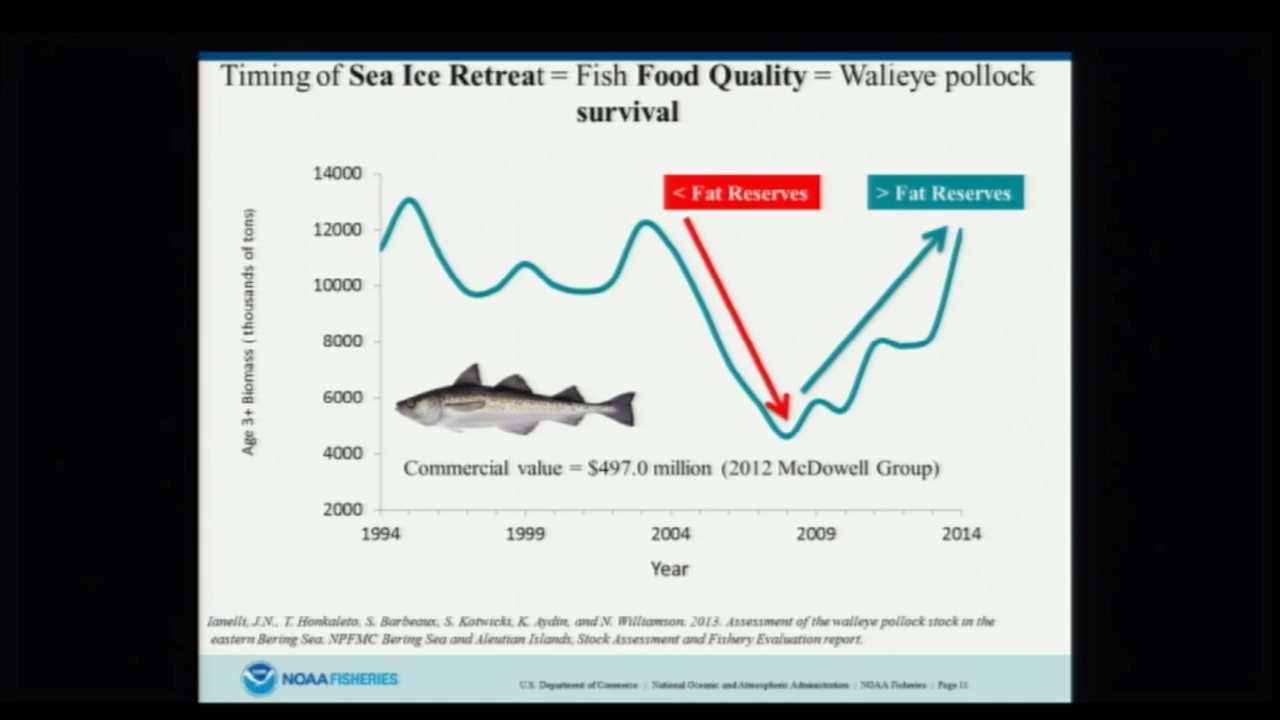 Timing of Sea Ice Retreat = Fish Food Quality = Walleye pollock
survival
14000
12000
10000
8000
6000
4000
2000
Age 3+ Biomass ( thousands of tons)
< Fat Reserves
> Fat Reserves
Commercial value = $497.0 million (2012 McDowell Group)
1994
1999
2004
2009
2014
Year
Ianelli, J.N., T. Honkaleto, S. Barbeaux, S. Kotwicki, K. Aydin, and N. Williamson. 2013. Assessment of the walleye pollock stock in the
eastern Bering Sea. NPFMC Bering Sea and Aleutian Islands, Stock Assessment and Fishery Evaluation report.
NOAA FISHERIES
U.S. Department of Commerce | National Oceanic and Atmospheric Administration | NOAA Fisheries | Page 11